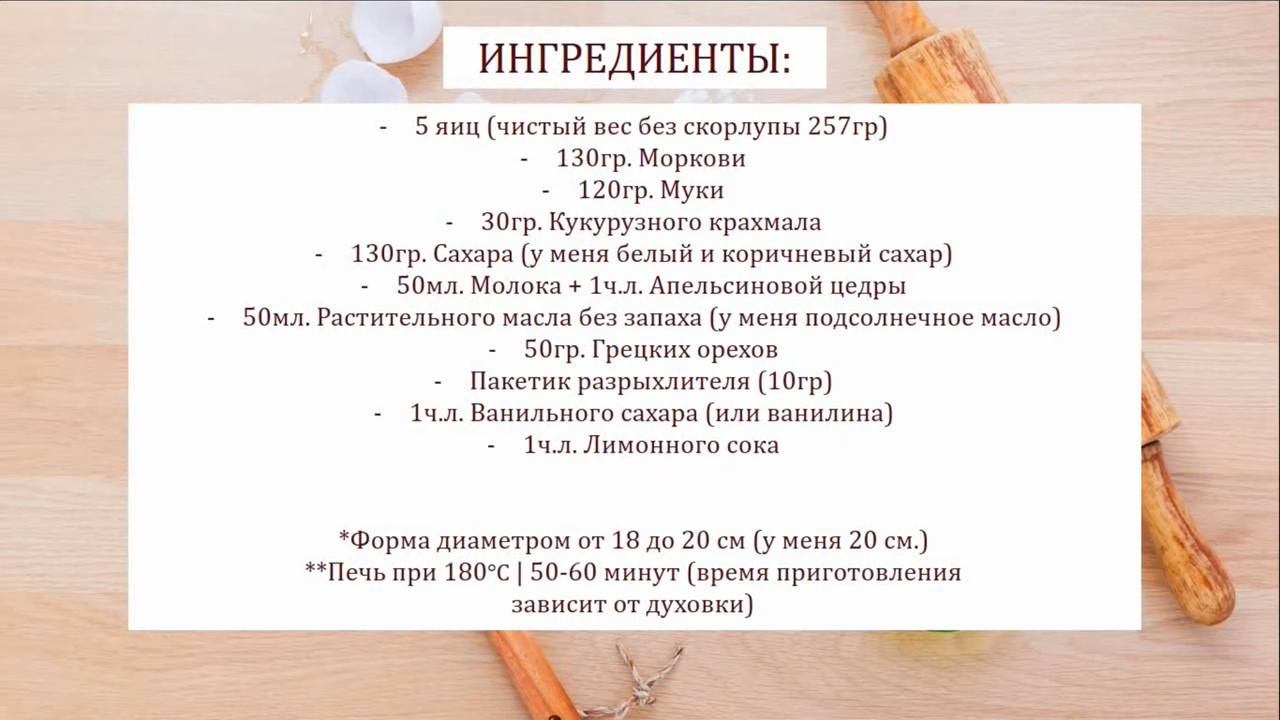 ИНГРЕДИЕНТЫ:
- 5 яиц (чистый вес без скорлупы 257гр)
- 130гр. Моркови
- 120гр. Муки
- 30гр. Кукурузного крахмала
- 130гр. Сахара (у меня белый и коричневый сахар)
- 50мл. Молока + 1ч.л. Апельсиновой цедры
- 50мл. Растительного масла без запаха (у меня подсолнечное масло)
- 50гр. Грецких орехов
- Пакетик разрыхлителя (10гр)
- 1ч.л. Ванильного сахара (или ванилина)
- 1ч.л. Лимонного сока
*Форма диаметром от 18 до 20 см (у меня 20 см.)
**Печь при 180°C | 50-60 минут (время приготовления
зависит от духовки)